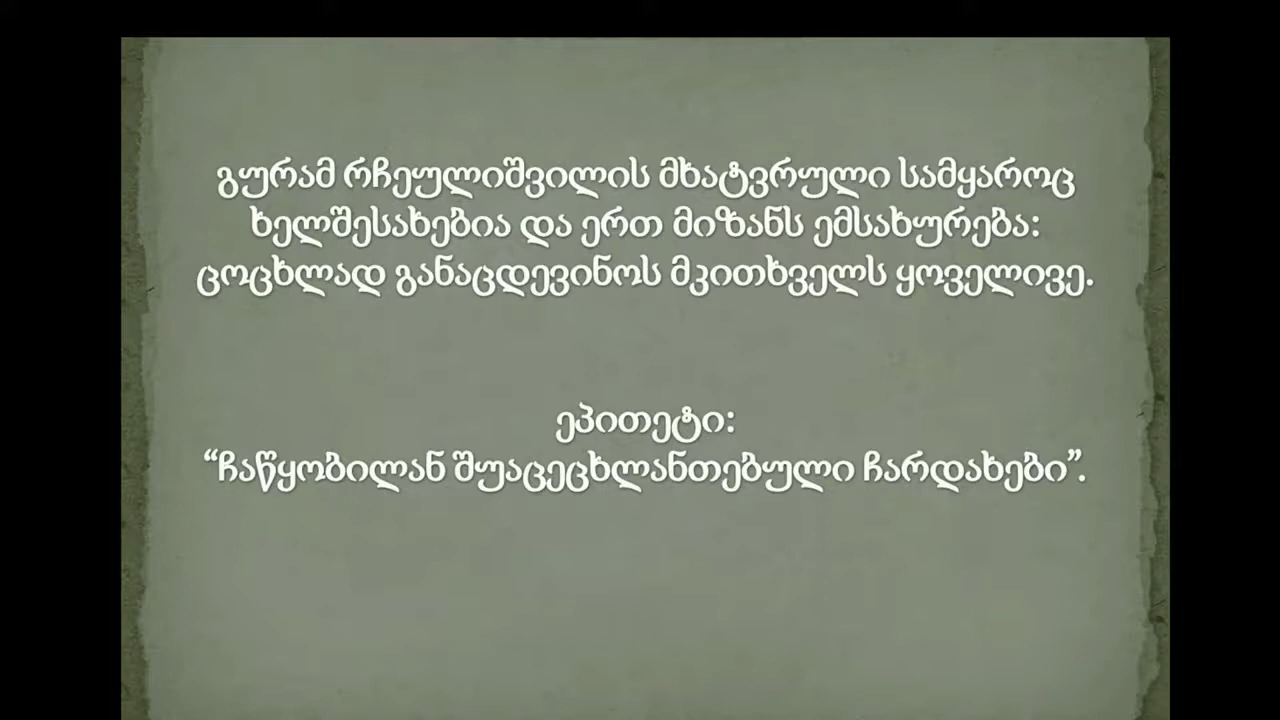 გურამ რჩეულიშვილის მხატვრული სამყაროც
ხელშესახებია და ერთ მიზანს ემსახურება:
ცოცხლად განაცდევინოს მკითხველს ყოველივე.
ეპითეტი:
“ჩაწყობილან შუაცეცხლანთებული ჩარდახები”.